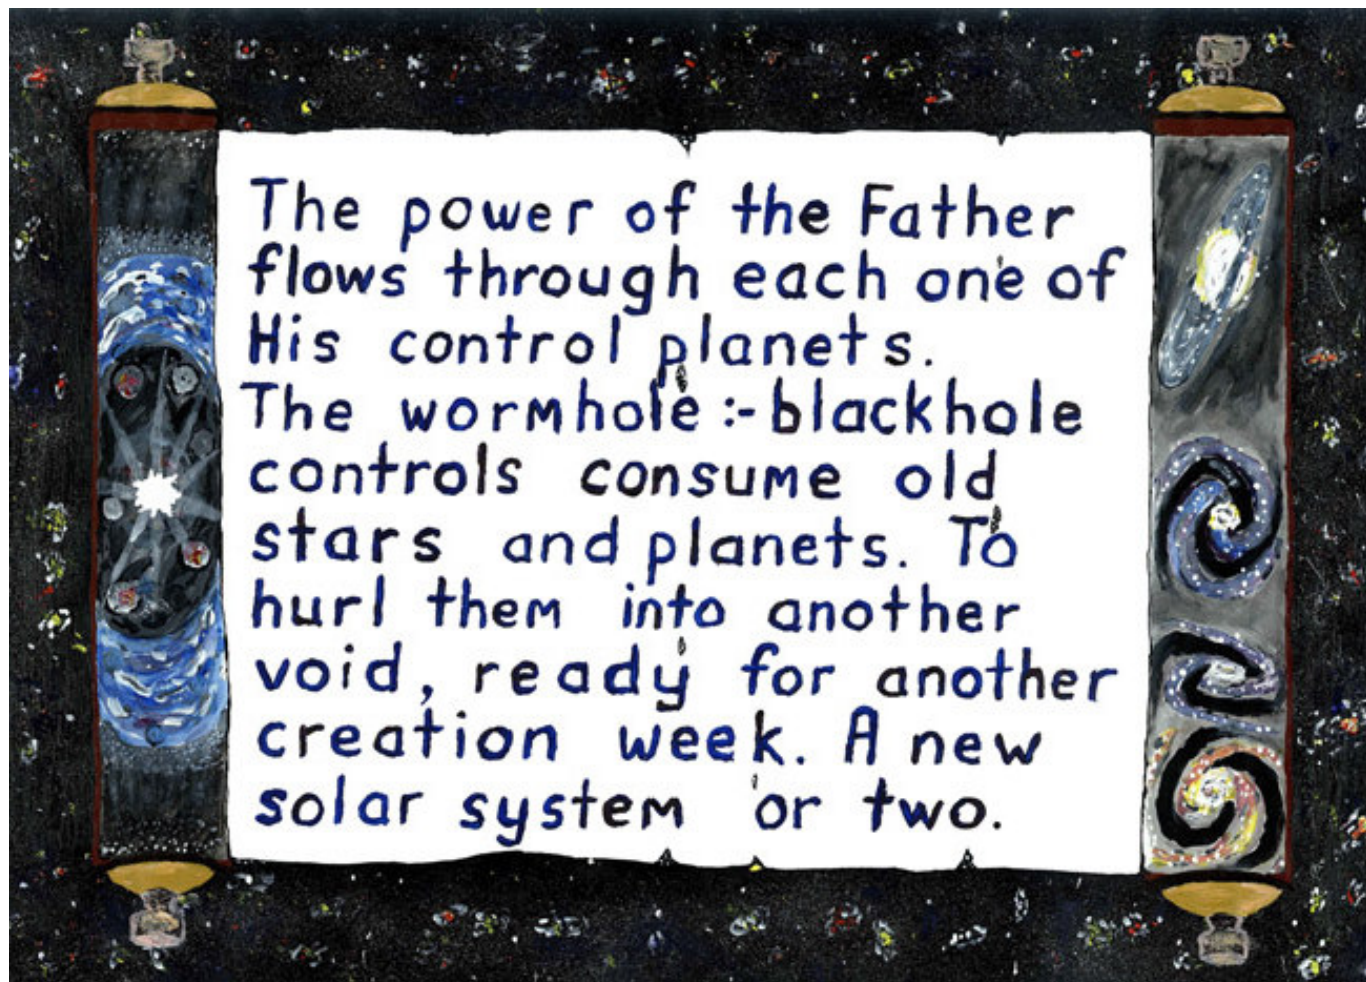 The power of the Father
flows through each one of
His control planets.
The wormhole :- blackhole
controls consume old
stars and planets. To
hurl them into another
void, ready for another
creation week. A new
solar system or two.